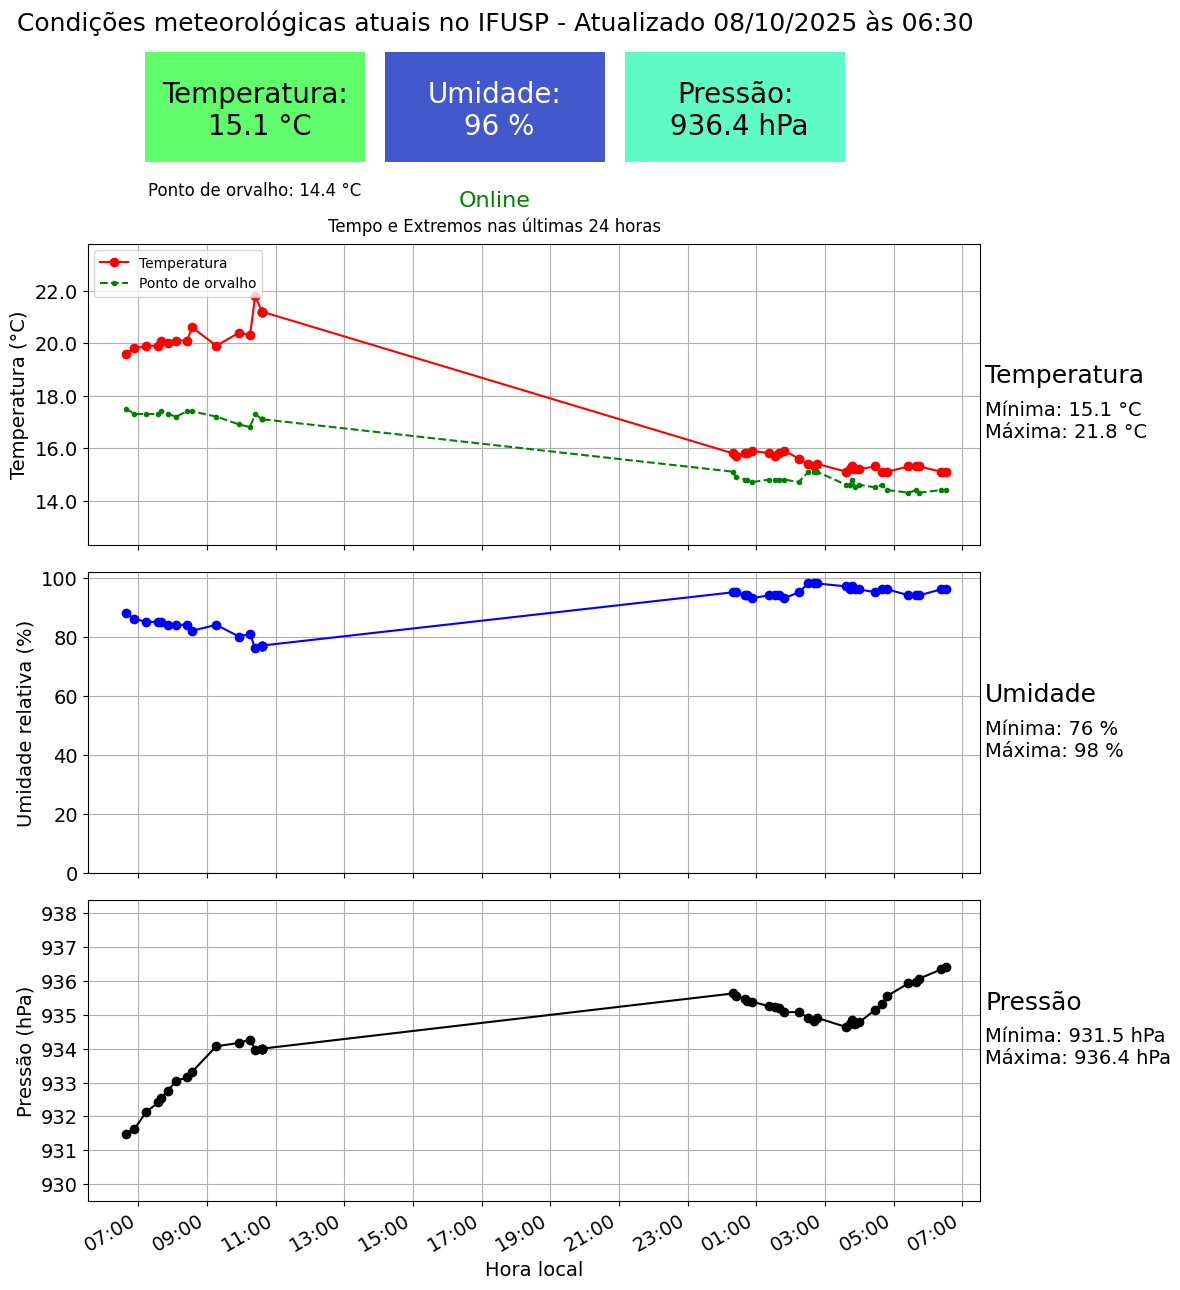 Condições meteorológicas atuais no IFUSP - Atualizado 08/10/2025 às 06:30
Temperatura:
15.1 °C
Umidade:
96 %
Pressão:
936.4 hPa
Ponto de orvalho: 14.4 °C
Online
Tempo e Extremos nas últimas 24 horas
Temperatura
Ponto de orvalho
Temperatura (°C)
22.0
20.0
18.0
16.0
14.0
Temperatura
Mínima: 15.1 °C
Máxima: 21.8 °C
Umidade relativa (%)
100
80
60
40
20
0
Umidade
Mínima: 76 %
Máxima: 98 %
Pressão (hPa)
938
937
936
935
934
933
932
931
930
Pressão
Mínima: 931.5 hPa
Máxima: 936.4 hPa
07:00 09:00 11:00 13:00 15:00 17:00 19:00 21:00 23:00 01:00 03:00 05:00 07:00
Hora local